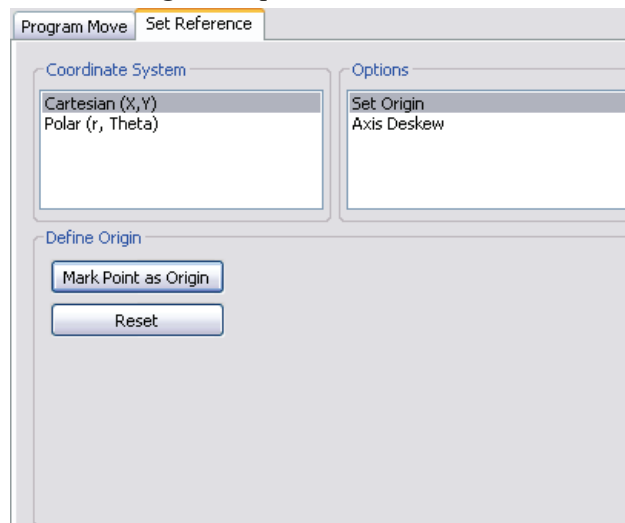 Program Move Set Reference
Coordinate System
Cartesian (X,Y)
Polar (r, Theta)
Options
Set Origin
Axis Deskew
Define Origin
Mark Point as Origin
Reset